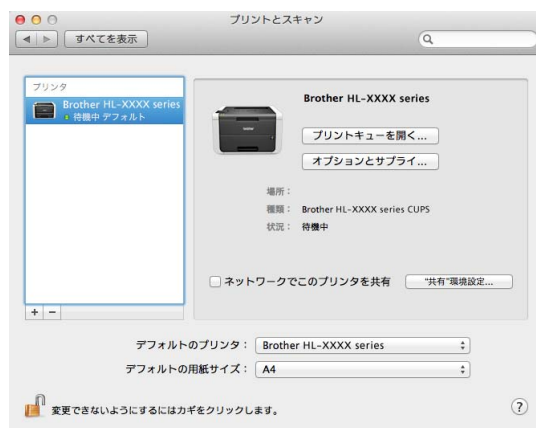 プリントとスキャン
すべてを表示
プリンタ
Brother HL-XXXX series
待機中 デフォルト
+ −
Brother HL-XXXX series
プリントキューを開く...
オプションとサプライ...
場所：
種類： Brother HL-XXXX series CUPS
状況： 待機中
ネットワークでこのプリンタを共有 "共有"環境設定...
デフォルトのプリンタ： Brother HL-XXXX series
デフォルトの用紙サイズ： A4
変更できないようにするにはカギをクリックします。 ?